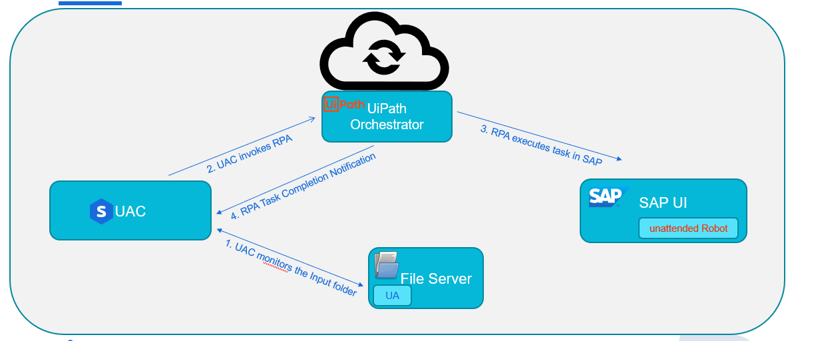 UiPath
UiPath
Orchestrator
2. UAC invokes RPA
3. RPA executes task in SAP
4. RPA Task Completion Notification
S UAC
SAP SAP UI
unattended Robot
1. UAC monitors the Input folder
File Server
UA